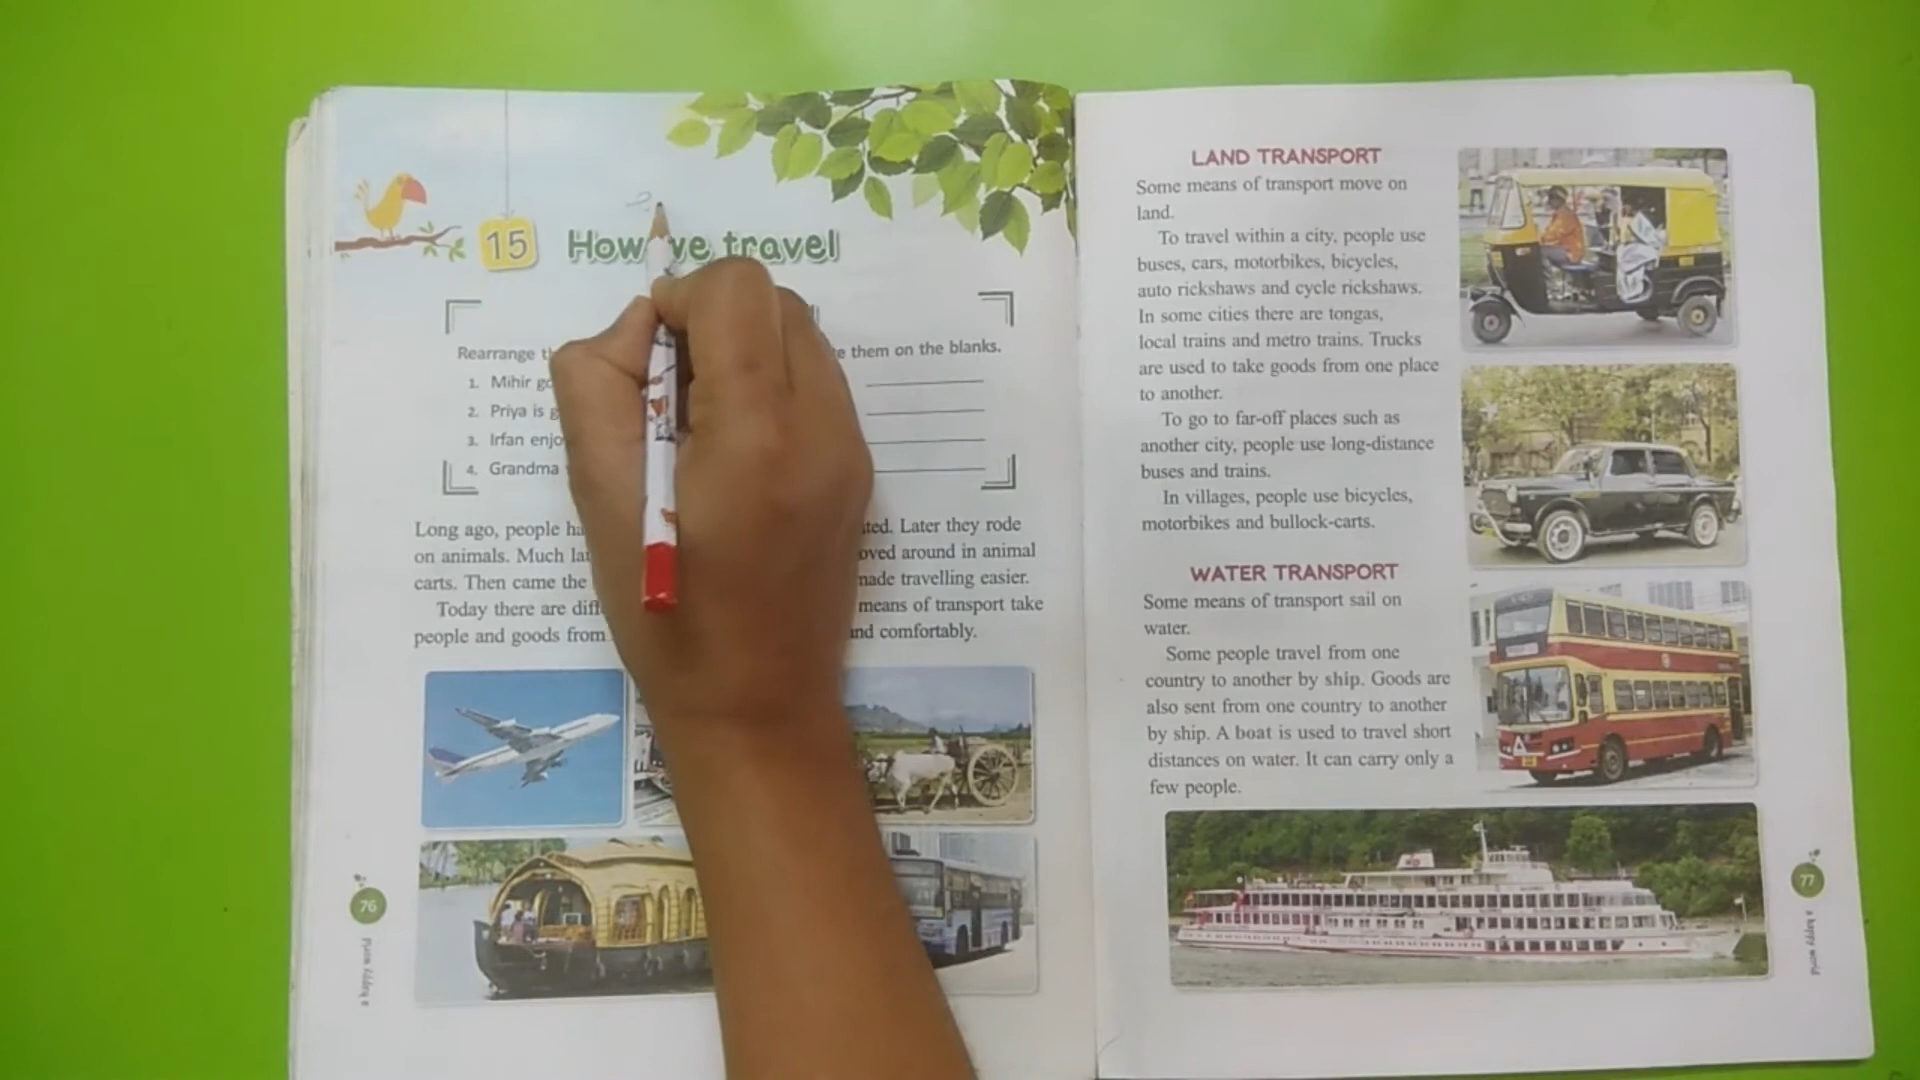 15 How we travel
Rearrange
them on the blanks.
1. Mihir
2. Priya is
3. Irfan
4. Grandma
Long ago, people
Later they rode
on animals. Much
around in animal
carts. Then came the
made travelling easier.
Today there are
means of transport take
people and goods from
and comfortably.
76
a happy world
LAND TRANSPORT
Some means of transport move on
land.
To travel within a city, people use
buses, cars, motorbikes, bicycles,
auto rickshaws and cycle rickshaws.
In some cities there are tongas,
local trains and metro trains. Trucks
are used to take goods from one place
to another.
To go to far-off places such as
another city, people use long-distance
buses and trains.
In villages, people use bicycles,
motorbikes and bullock-carts.
WATER TRANSPORT
Some means of transport sail on
water.
Some people travel from one
country to another by ship. Goods are
also sent from one country to another
by ship. A boat is used to travel short
distances on water. It can carry only a
few people.
77
a happy world